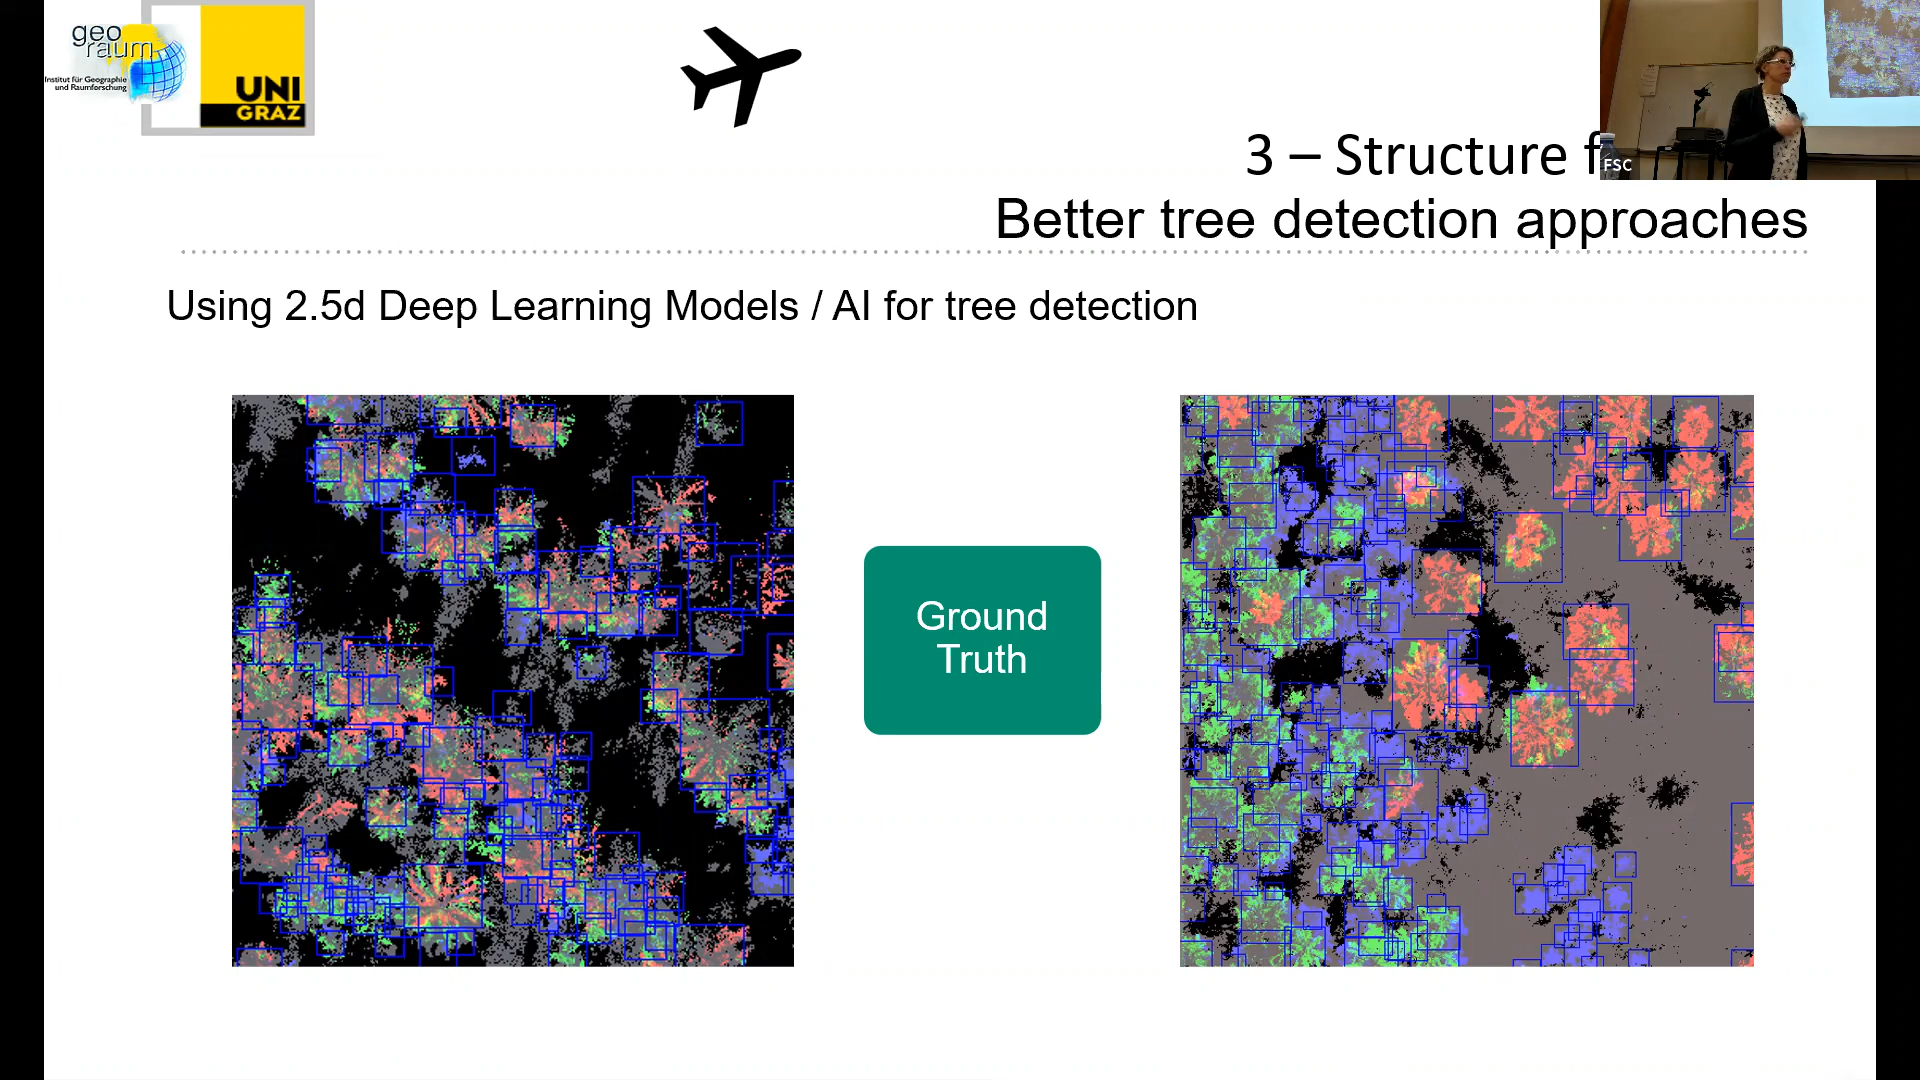 geo
raum
Institut für Geographie
und Raumforschung
UNI
GRAZ
3 – Structure f
FSC
Better tree detection approaches
Using 2.5d Deep Learning Models / AI for tree detection
Ground
Truth